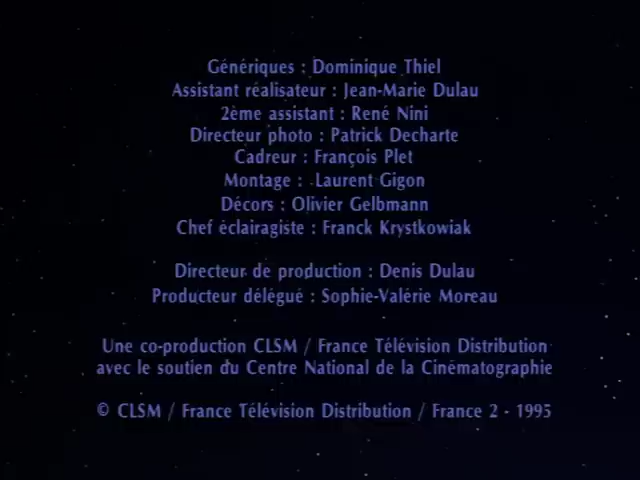 Génériques : Dominique Thiel
Assistant réalisateur : Jean-Marie Dulau
2ème assistant : René Nini
Directeur photo : Patrick Decharte
Cadreur : François Plet
Montage : Laurent Gigon
Décors : Olivier Gelbmann
Chef éclairagiste : Franck Krystkowiak
Directeur de production : Denis Dulau
Producteur délégué : Sophie-Valérie Moreau
Une co-production CLSM / France Télévision Distribution
avec le soutien du Centre National de la Cinématographie
© CLSM / France Télévision Distribution / France 2 - 1995